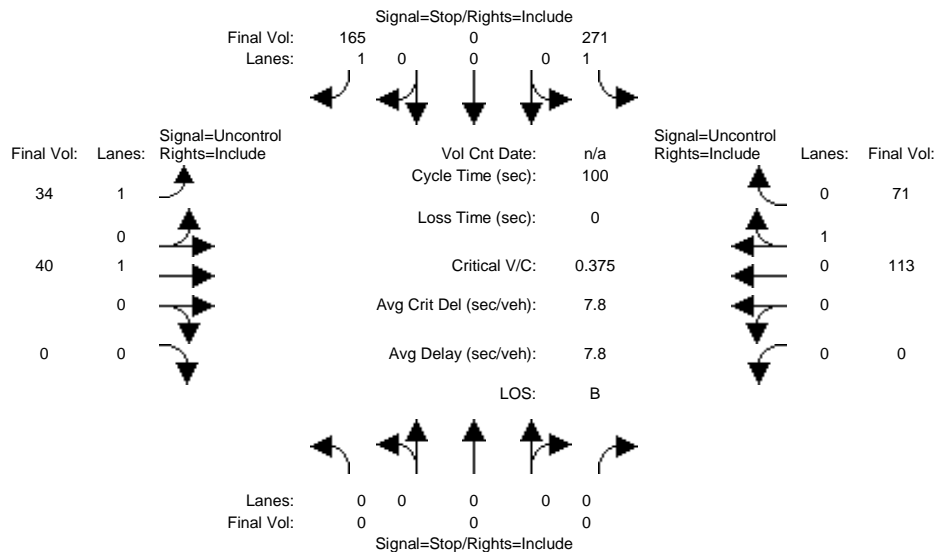 Signal=Stop/Rights=Include
Final Vol: 165 0 271
Lanes: 1 0 0 0 1
Signal=Uncontrol
Final Vol: Lanes: Rights=Include
Vol Cnt Date: n/a
Signal=Uncontrol
Rights=Include Lanes: Final Vol:
Cycle Time (sec): 100
34 1
0 71
Loss Time (sec): 0
0
1
40 1
Critical V/C: 0.375
0 113
0
Avg Crit Del (sec/veh): 7.8
0
0 0
Avg Delay (sec/veh): 7.8
0 0
LOS: B
Lanes: 0 0 0 0 0
Final Vol: 0 0 0
Signal=Stop/Rights=Include